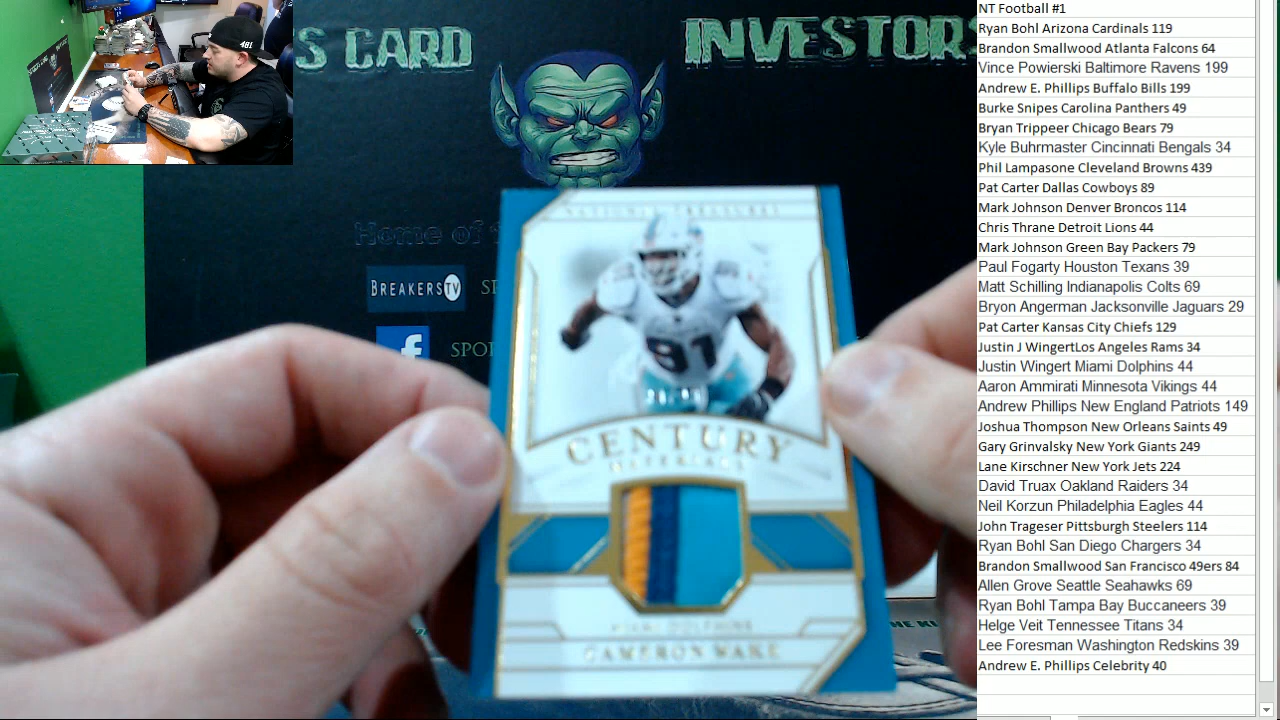 461
S CARD
INVESTORS
Home of
BREAKERSTV
f
SPO
NATIONAL TREASURES
91
CENTURY
MATERIALS
MIAMI DOLPHINS
CAMERON WAKE
NT Football #1
Ryan Bohl Arizona Cardinals 119
Brandon Smallwood Atlanta Falcons 64
Vince Powierski Baltimore Ravens 199
Andrew E. Phillips Buffalo Bills 199
Burke Snipes Carolina Panthers 49
Bryan Trippeer Chicago Bears 79
Kyle Buhrmaster Cincinnati Bengals 34
Phil Lampasone Cleveland Browns 439
Pat Carter Dallas Cowboys 89
Mark Johnson Denver Broncos 114
Chris Thrane Detroit Lions 44
Mark Johnson Green Bay Packers 79
Paul Fogarty Houston Texans 39
Matt Schilling Indianapolis Colts 69
Bryon Angerman Jacksonville Jaguars 29
Pat Carter Kansas City Chiefs 129
Justin J WingertLos Angeles Rams 34
Justin Wingert Miami Dolphins 44
Aaron Ammirati Minnesota Vikings 44
Andrew Phillips New England Patriots 149
Joshua Thompson New Orleans Saints 49
Gary Grinvalsky New York Giants 249
Lane Kirschner New York Jets 224
David Truax Oakland Raiders 34
Neil Korzun Philadelphia Eagles 44
John Trageser Pittsburgh Steelers 114
Ryan Bohl San Diego Chargers 34
Brandon Smallwood San Francisco 49ers 84
Allen Grove Seattle Seahawks 69
Ryan Bohl Tampa Bay Buccaneers 39
Helge Veit Tennessee Titans 34
Lee Foresman Washington Redskins 39
Andrew E. Phillips Celebrity 40